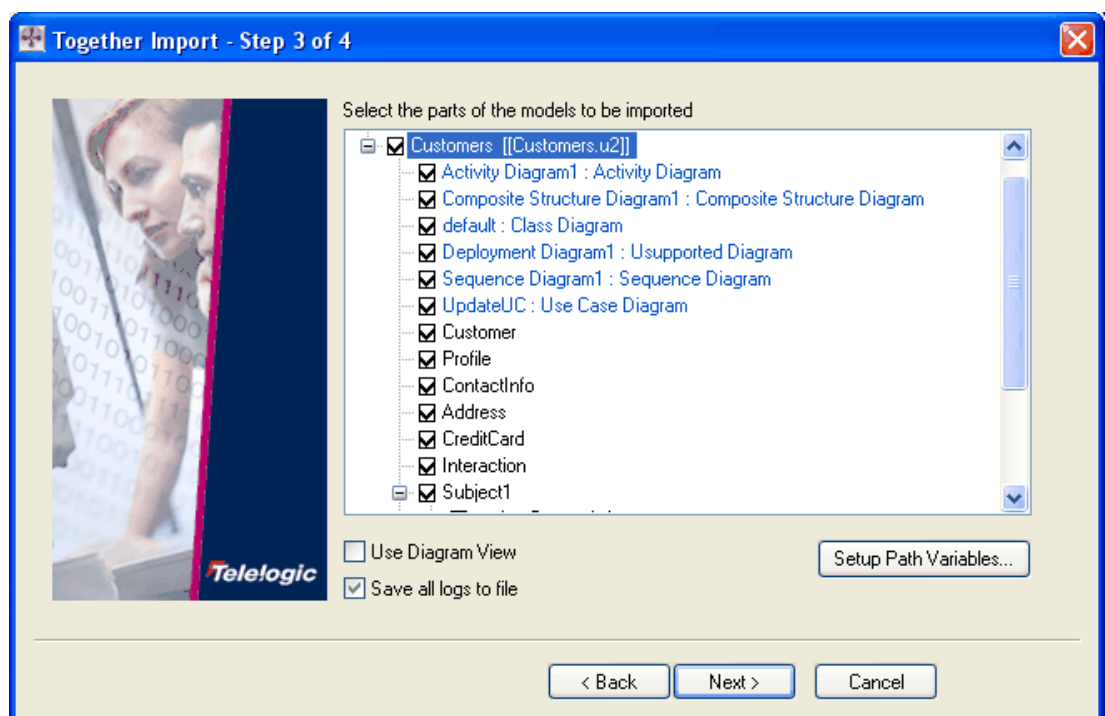 Together Import - Step 3 of 4
Select the parts of the models to be imported
Customers [[Customers.u2]]
Activity Diagram1 : Activity Diagram
Composite Structure Diagram1 : Composite Structure Diagram
default : Class Diagram
Deployment Diagram1 : Usupported Diagram
Sequence Diagram1 : Sequence Diagram
UpdateUC : Use Case Diagram
Customer
Profile
ContactInfo
Address
CreditCard
Interaction
Subject1
Use Diagram View
Setup Path Variables...
Telelogic
Save all logs to file
< Back
Next >
Cancel